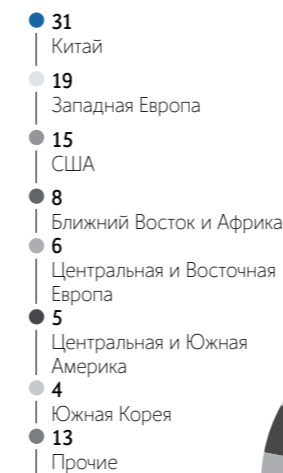 31
Китай
19
Западная Европа
15
США
8
Ближний Восток и Африка
6
Центральная и Восточная
Европа
5
Центральная и Южная
Америка
4
Южная Корея
13
Прочие